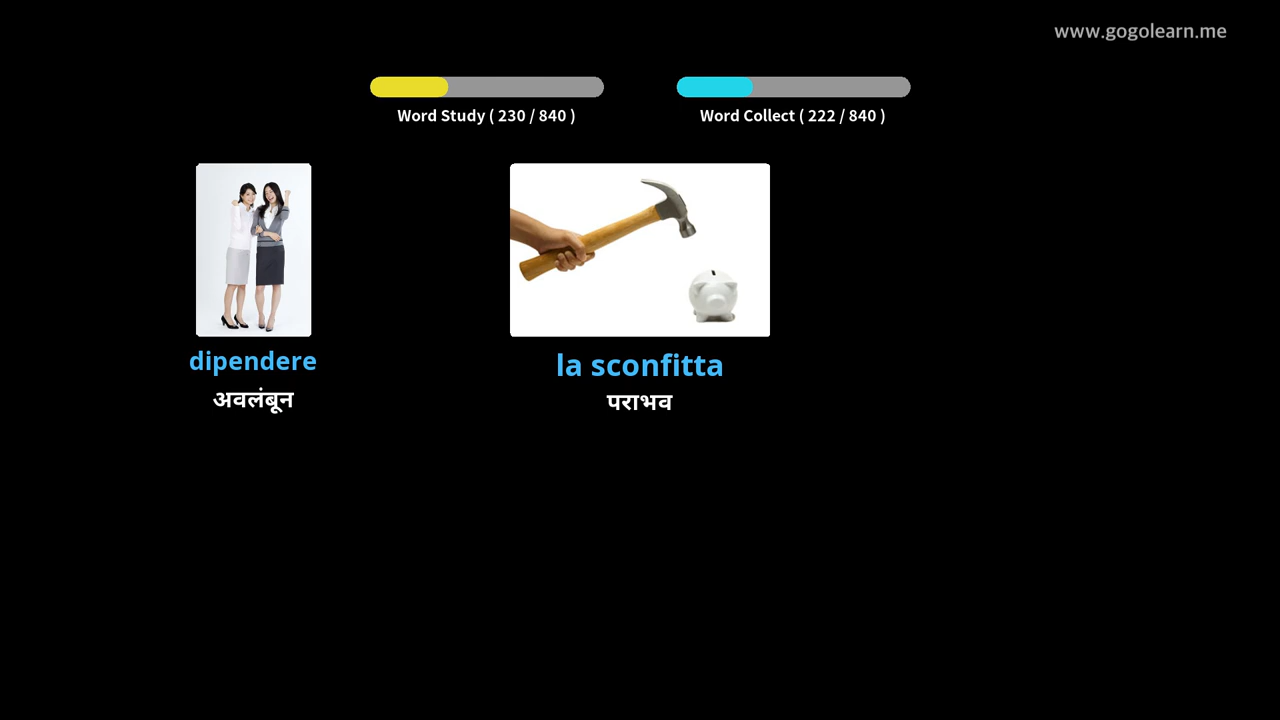 www.gogolearn.me
Word Study ( 230 / 840 )
Word Collect ( 222 / 840 )
dipendere
अवलंबून
la sconfitta
पराभव